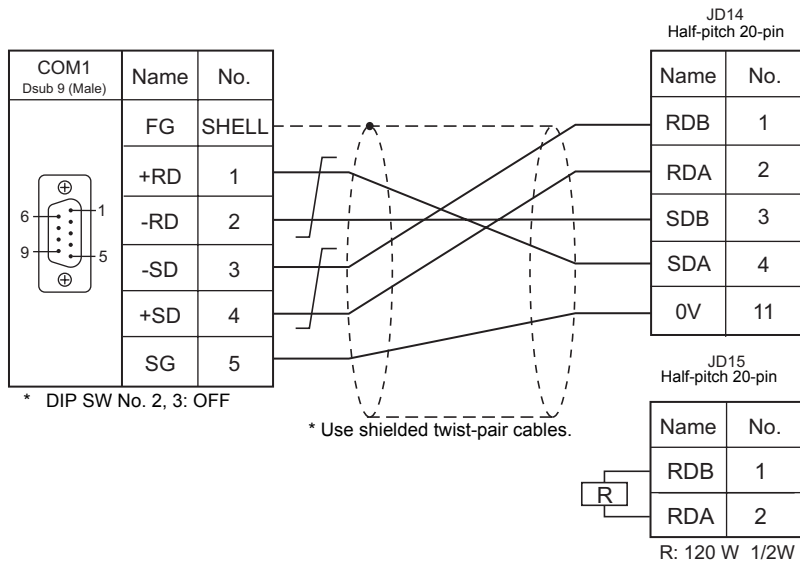 JD14
Half-pitch 20-pin
COM1
Dsub 9 (Male)
Name No.
FG SHELL
+RD 1
-RD 2
-SD 3
+SD 4
SG 5
6 1
9 5
* DIP SW No. 2, 3: OFF
* Use shielded twist-pair cables.
Name No.
RDB 1
RDA 2
SDB 3
SDA 4
0V 11
JD15
Half-pitch 20-pin
Name No.
RDB 1
RDA 2
R
R: 120 W 1/2W